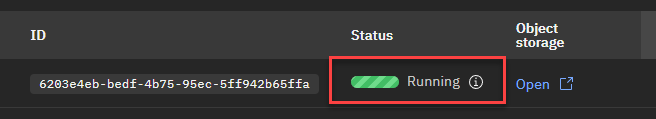 ID
Status
Object
storage
6203e4eb-bedf-4b75-95ec-5ff942b65ffa
Running
Open